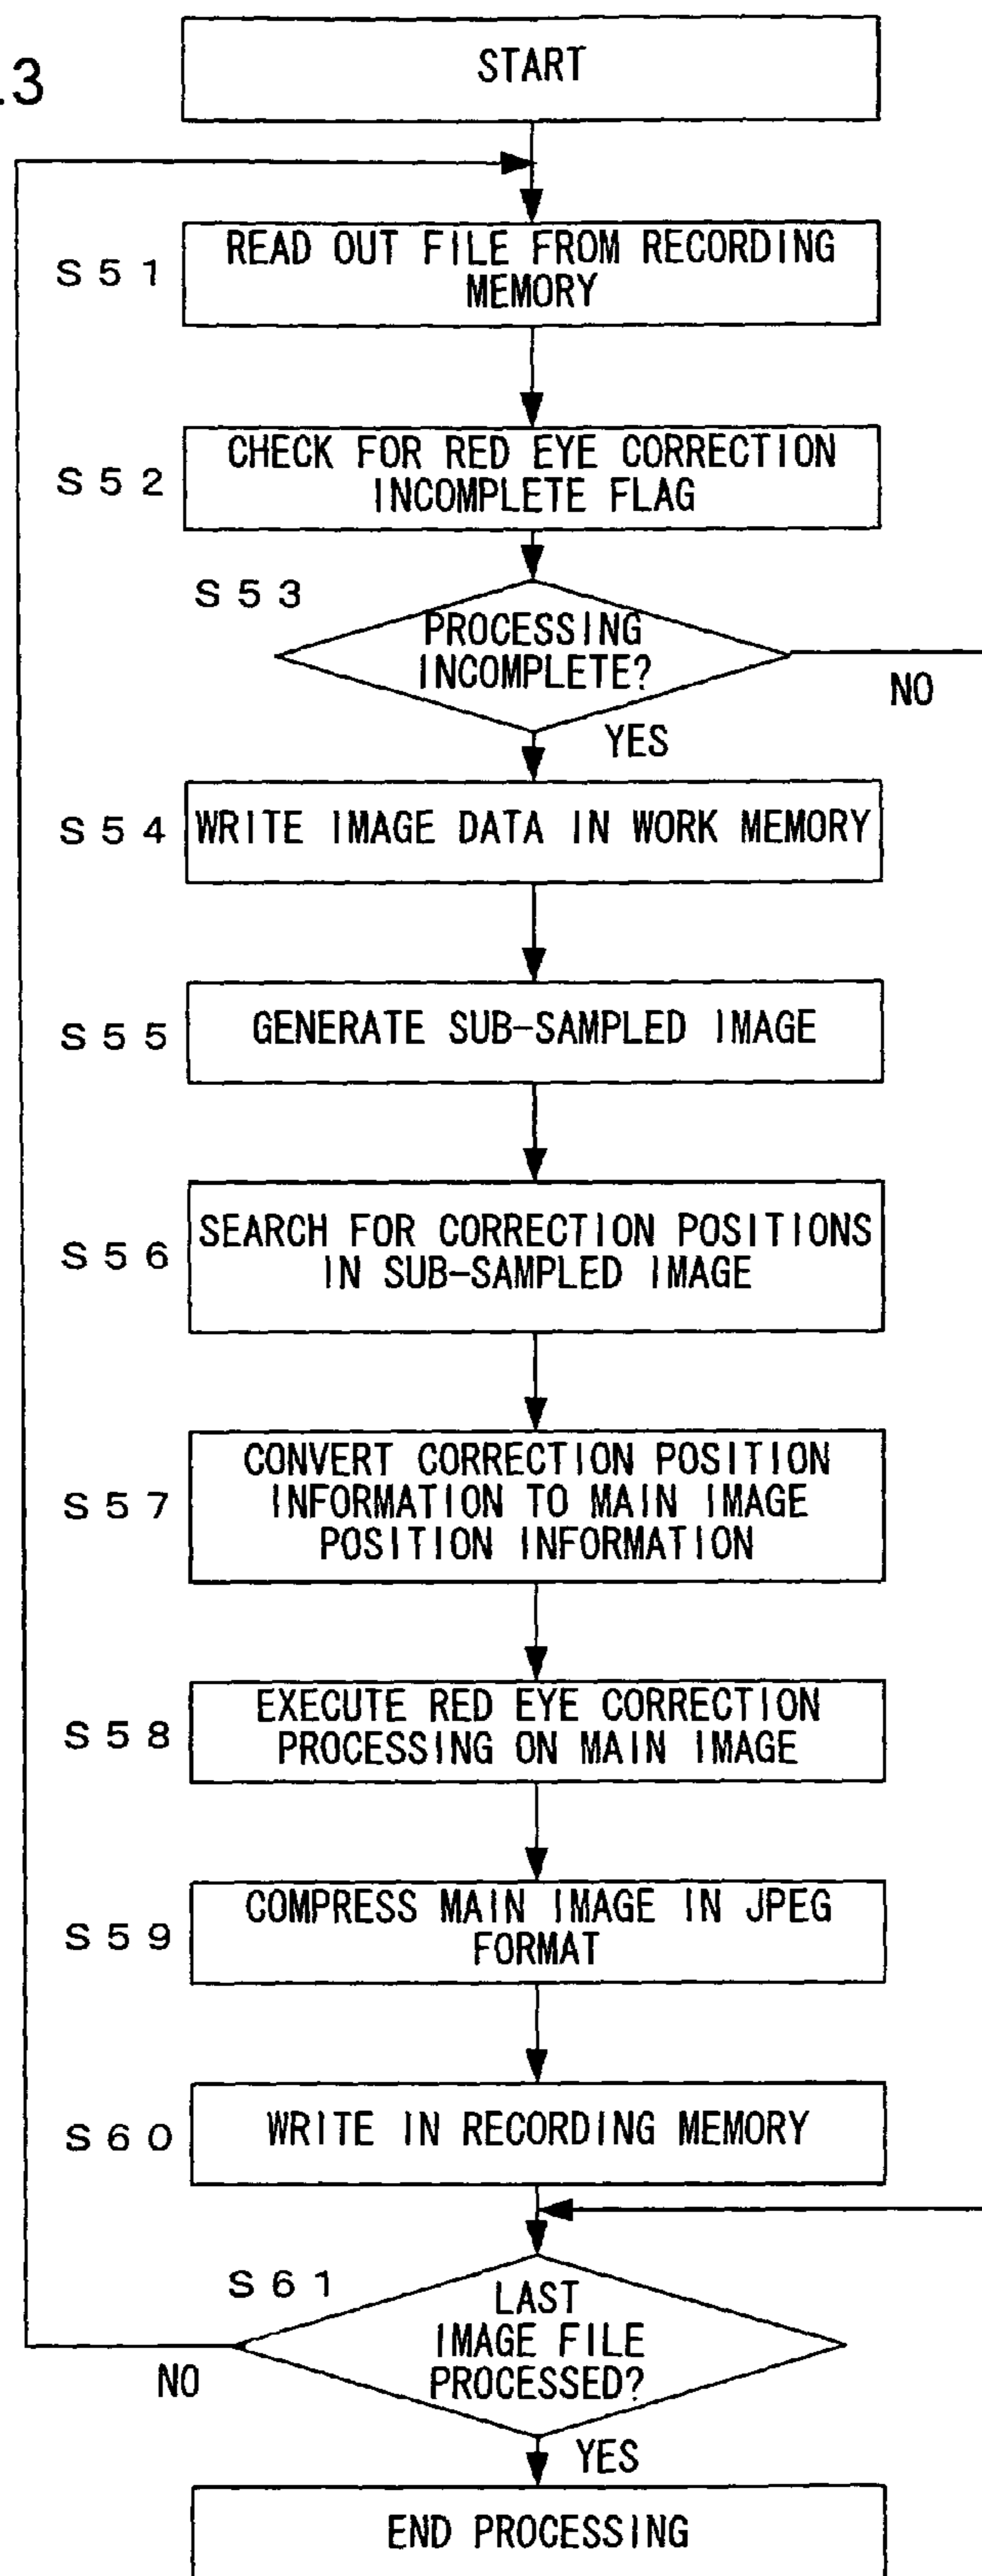 .3
START
S51
READ OUT FILE FROM RECORDING
MEMORY
S52
CHECK FOR RED EYE CORRECTION
INCOMPLETE FLAG
S53
PROCESSING
INCOMPLETE?
NO
YES
S54
WRITE IMAGE DATA IN WORK MEMORY
S55
GENERATE SUB-SAMPLED IMAGE
S56
SEARCH FOR CORRECTION POSITIONS
IN SUB-SAMPLED IMAGE
S57
CONVERT CORRECTION POSITION
INFORMATION TO MAIN IMAGE
POSITION INFORMATION
S58
EXECUTE RED EYE CORRECTION
PROCESSING ON MAIN IMAGE
S59
COMPRESS MAIN IMAGE IN JPEG
FORMAT
S60
WRITE IN RECORDING MEMORY
S61
LAST
IMAGE FILE
PROCESSED?
NO
YES
END PROCESSING